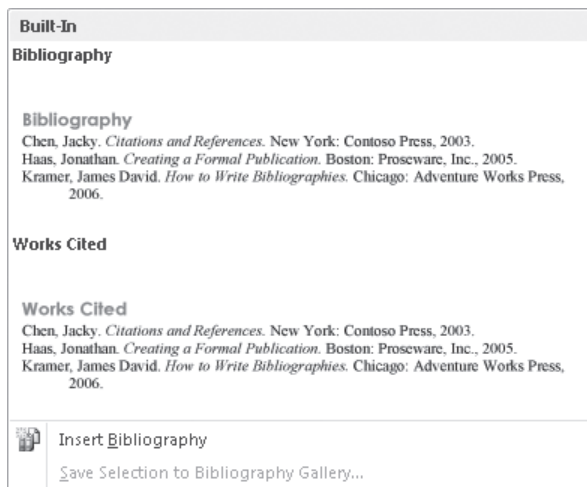 Built-In
Bibliography
Bibliography
Chen, Jacky. Citations and References. New York: Contoso Press, 2003.
Haas, Jonathan. Creating a Formal Publication. Boston: Proseware, Inc., 2005.
Kramer, James David. How to Write Bibliographies. Chicago: Adventure Works Press,
2006.
Works Cited
Works Cited
Chen, Jacky. Citations and References. New York: Contoso Press, 2003.
Haas, Jonathan. Creating a Formal Publication. Boston: Proseware, Inc., 2005.
Kramer, James David. How to Write Bibliographies. Chicago: Adventure Works Press,
2006.
Insert Bibliography
Save Selection to Bibliography Gallery...